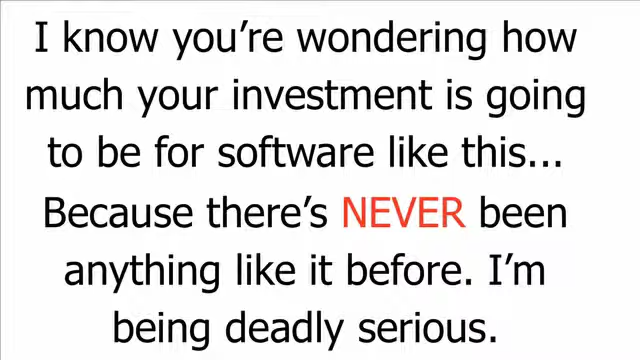 I know you’re wondering how
much your investment is going
to be for software like this...
Because there’s NEVER been
anything like it before. I’m
being deadly serious.